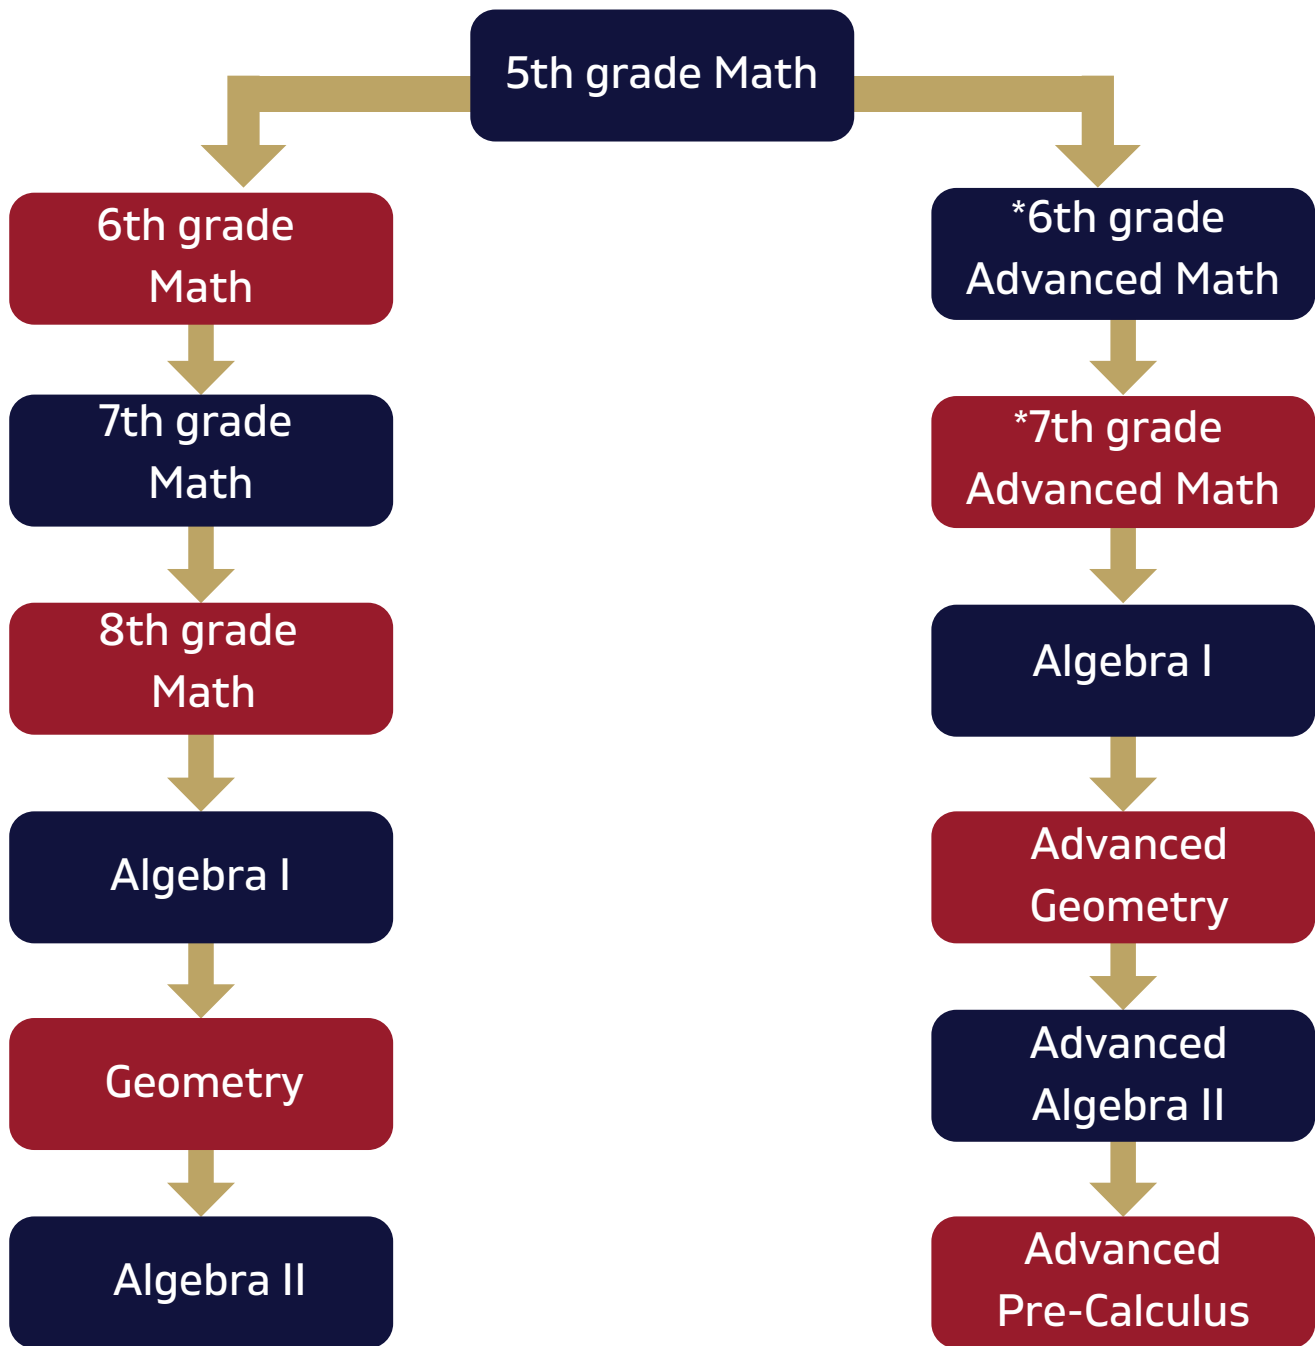 5th grade Math
6th grade
Math
7th grade
Math
8th grade
Math
Algebra I
Geometry
Algebra II
*6th grade
Advanced Math
*7th grade
Advanced Math
Algebra I
Advanced
Geometry
Advanced
Algebra II
Advanced
Pre-Calculus